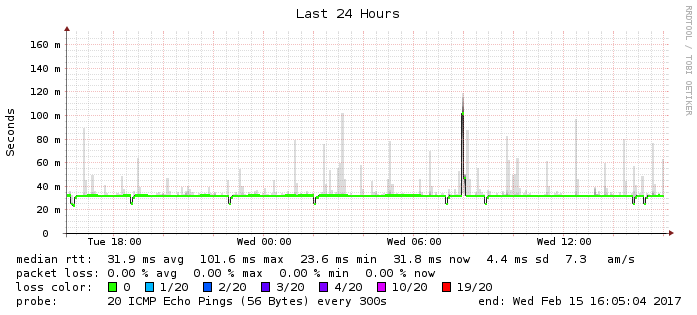 Last 24 Hours
RRDTOOL / TOBI OETIKER
Seconds
160 m
140 m
120 m
100 m
80 m
60 m
40 m
20 m
0
Tue 18:00 Wed 00:00 Wed 06:00 Wed 12:00
median rtt: 31.9 ms avg 101.6 ms max 23.6 ms min 31.8 ms now 4.4 ms sd 7.3 am/s
packet loss: 0.00 % avg 0.00 % max 0.00 % min 0.00 % now
loss color: 0 1/20 2/20 3/20 4/20 10/20 19/20
probe: 20 ICMP Echo Pings (56 Bytes) every 300s end: Wed Feb 15 16:05:04 2017